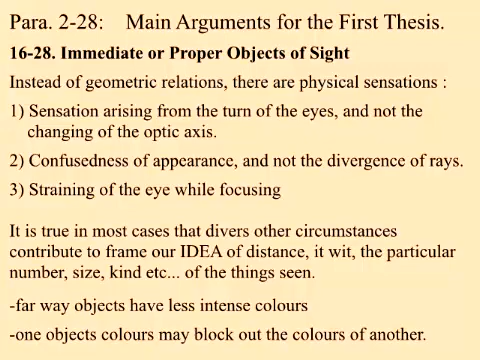 Para. 2-28: Main Arguments for the First Thesis.
16-28. Immediate or Proper Objects of Sight
Instead of geometric relations, there are physical sensations :
1) Sensation arising from the turn of the eyes, and not the
changing of the optic axis.
2) Confusedness of appearance, and not the divergence of rays.
3) Straining of the eye while focusing
It is true in most cases that divers other circumstances
contribute to frame our IDEA of distance, it wit, the particular
number, size, kind etc... of the things seen.
-far way objects have less intense colours
-one objects colours may block out the colours of another.